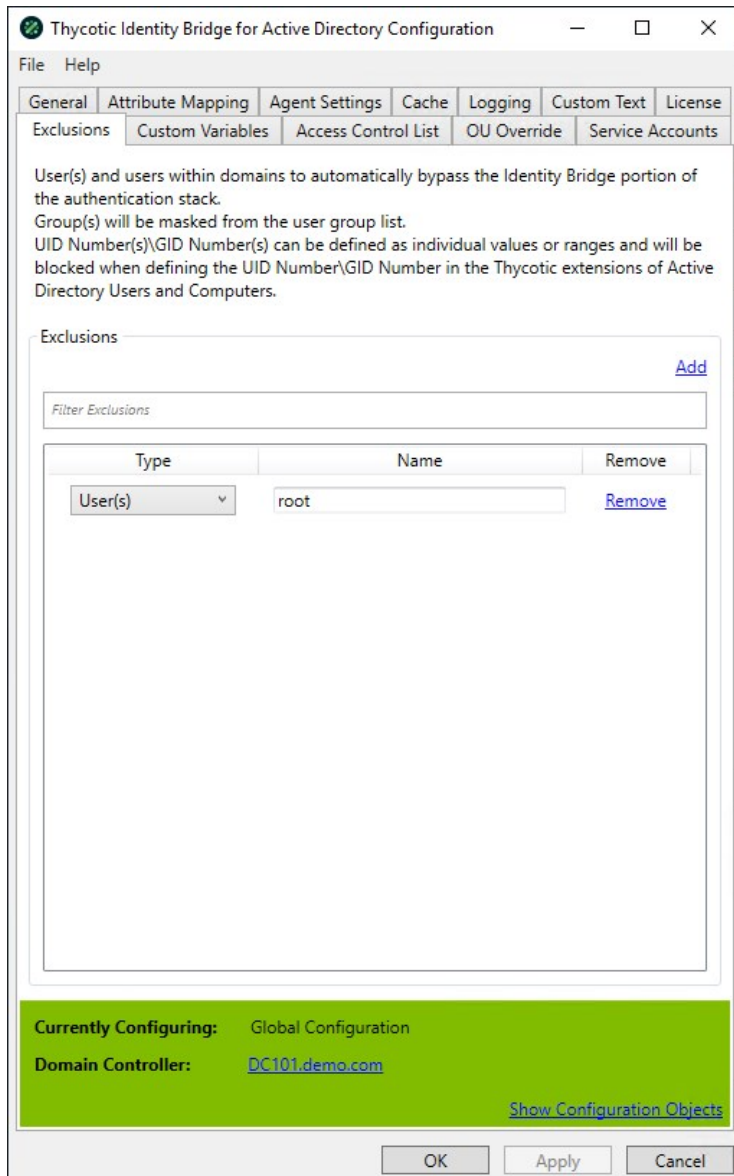 Thycotic Identity Bridge for Active Directory Configuration
File Help
General Attribute Mapping Agent Settings Cache Logging Custom Text License
Exclusions Custom Variables Access Control List OU Override Service Accounts
User(s) and users within domains to automatically bypass the Identity Bridge portion of
the authentication stack.
Group(s) will be masked from the user group list.
UID Number(s)\GID Number(s) can be defined as individual values or ranges and will be
blocked when defining the UID Number\GID Number in the Thycotic extensions of Active
Directory Users and Computers.
Exclusions
Add
Filter Exclusions
Type Name Remove
User(s) root Remove
Currently Configuring: Global Configuration
Domain Controller: DC101.demo.com
Show Configuration Objects
OK Apply Cancel